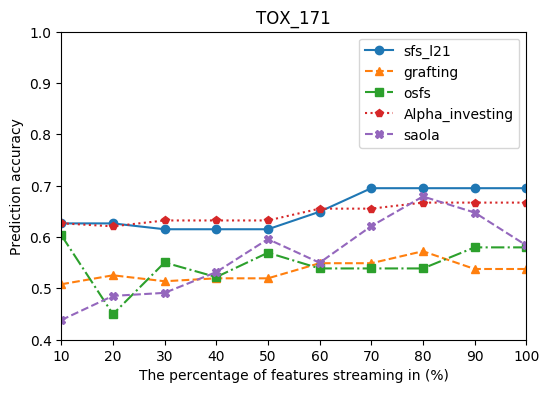 TOX_171
1.0
0.9
0.8
0.7
0.6
0.5
0.4
Prediction accuracy
sfs_l21
grafting
osfs
Alpha_investing
saola
10 20 30 40 50 60 70 80 90 100
The percentage of features streaming in (%)